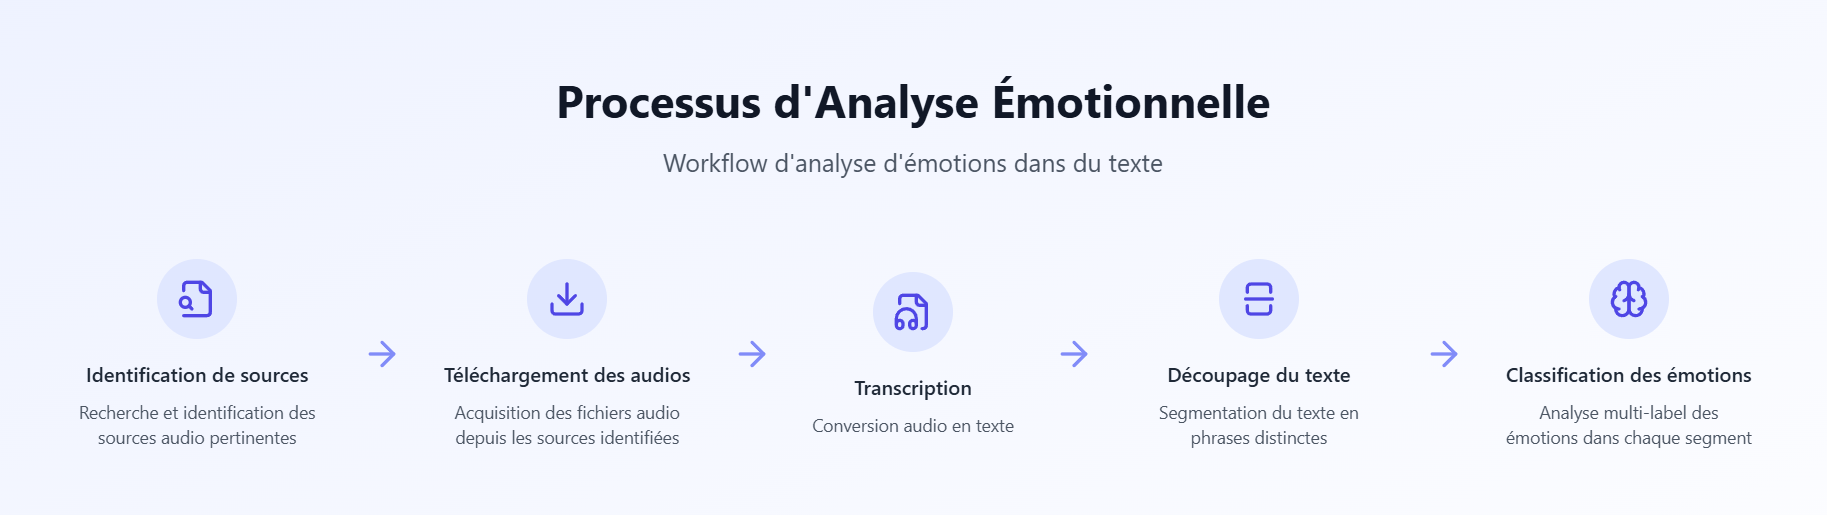 Processus d'Analyse Émotionnelle
Workflow d'analyse d'émotions dans du texte
Identification de sources
Recherche et identification des
sources audio pertinentes
Téléchargement des audios
Acquisition des fichiers audio
depuis les sources identifiées
Transcription
Conversion audio en texte
Découpage du texte
Segmentation du texte en
phrases distinctes
Classification des émotions
Analyse multi-label des
émotions dans chaque segment